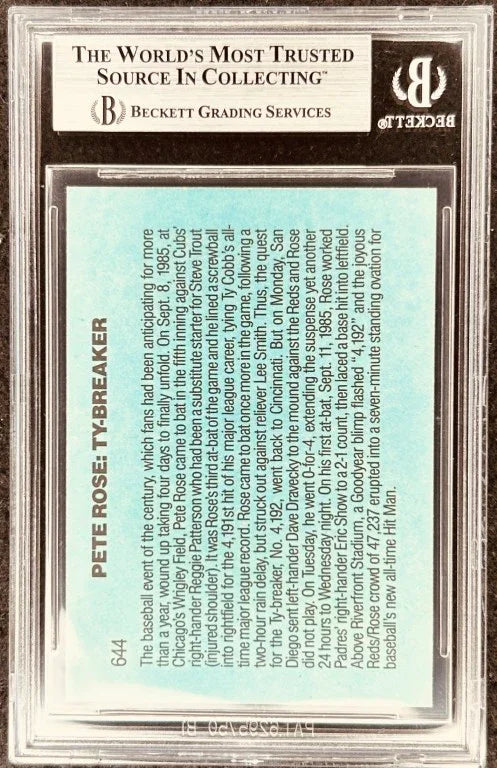 THE WORLD'S MOST TRUSTED
SOURCE IN COLLECTING™
B BECKETT GRADING SERVICES
B
BECKETT®
644
PETE ROSE: TY-BREAKER
The baseball event of the century, which fans had been anticipating for more
than a year, wound up taking four days to finally unfold. On Sept. 8, 1985, at
Chicago's Wrigley Field, Pete Rose came to bat in the fifth inning against Cubs'
right-hander Reggie Patterson who had been a substitute starter for Steve Trout
(injured shoulder). It was Rose's third at-bat of the game and he lined a screwball
into rightfield for the 4,191st hit of his major league career, tying Ty Cobb's all-
time major league record. Rose came to bat once more in the game, following a
two-hour rain delay, but struck out against reliever Lee Smith. Thus, the quest
for the Ty-breaker, No. 4,192, went back to Cincinnati. But on Monday, San
Diego sent left-hander Dave Dravecky to the mound against the Reds and Rose
did not play. On Tuesday, he went 0-for-4, extending the suspense yet another
24 hours to Wednesday night. On his first at-bat, Sept. 11, 1985, Rose worked
Padres' right-hander Eric Show to a 2-1 count, then laced a base hit into leftfield.
Above Riverfront Stadium, a Goodyear blimp flashed "4,192" and the joyous
Reds/Rose crowd of 47,237 erupted into a seven-minute standing ovation for
baseball's new all-time Hit Man.